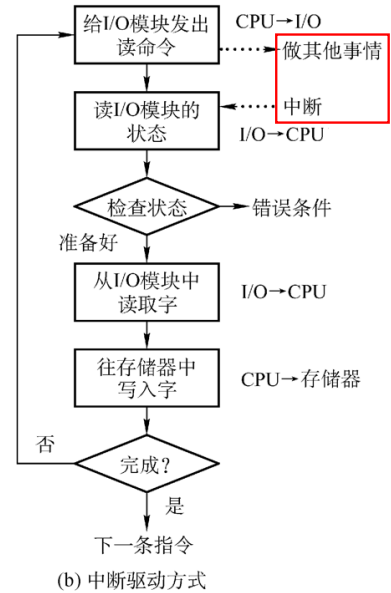 给I/O模块发出
读命令
CPU→I/O
做其他事情
中断
读I/O模块的
状态
I/O→CPU
检查状态
错误条件
准备好
从I/O模块中
读取字
I/O→CPU
往存储器中
写入字
CPU→存储器
完成?
否
是
下一条指令
(b) 中断驱动方式